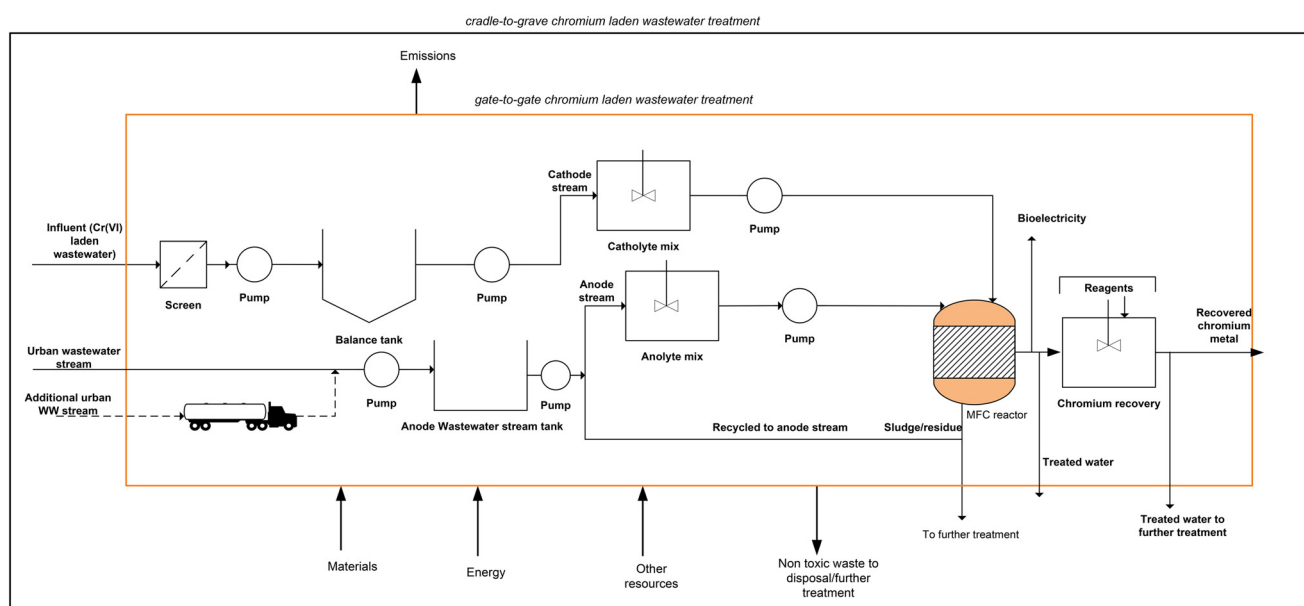 cradle-to-grave chromium laden wastewater treatment
Emissions
gate-to-gate chromium laden wastewater treatment
Cathode
stream
Catholyte mix
Pump
Bioelectricity
Influent (Cr(VI)
laden
wastewater)
Screen
Pump
Balance tank
Pump
Anode
stream
Anolyte mix
Pump
Reagents
Recovered
chromium
metal
Urban wastewater
stream
Additional urban
WW stream
Pump
Anode Wastewater stream tank
Pump
MFC reactor
Chromium recovery
Recycled to anode stream
Sludge/residue
Treated water
To further treatment
Treated water to
further treatment
Materials
Energy
Other
resources
Non toxic waste to
disposal/further
treatment